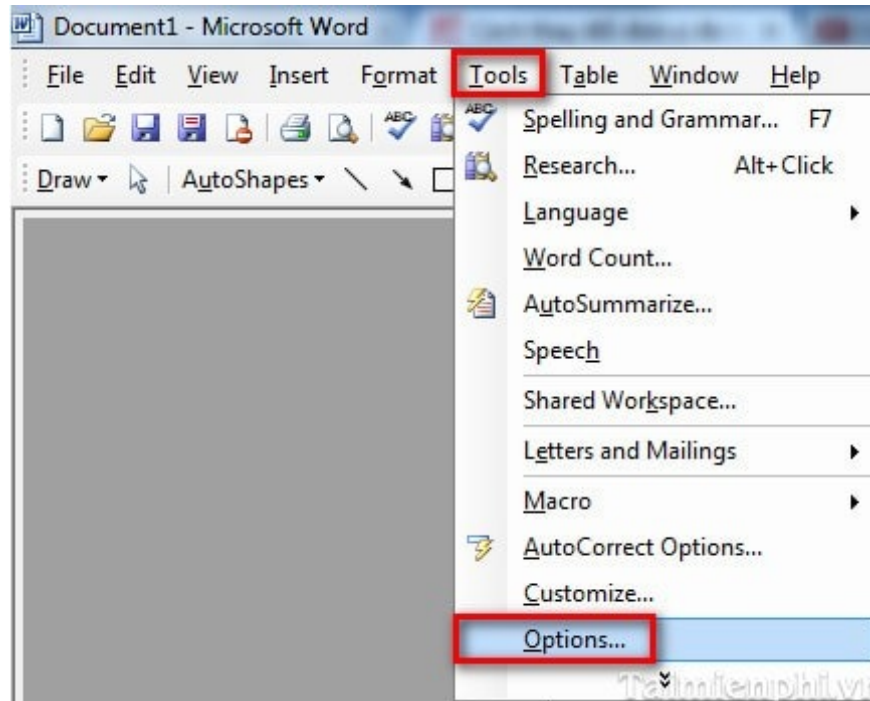 Document1 - Microsoft Word
File Edit View Insert Format Tools Table Window Help
ABC ABC Spelling and Grammar... F7
Research... Alt+Click
Draw AutoShapes
Language
Word Count...
AutoSummarize...
Speech
Shared Workspace...
Letters and Mailings
Macro
AutoCorrect Options...
Customize...
Options...
Taimienphi.vn